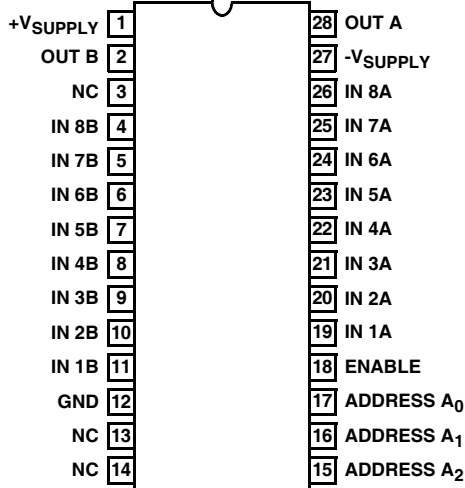 +VSUPPLY 1 28 OUT A
OUT B 2 27 -VSUPPLY
NC 3 26 IN 8A
IN 8B 4 25 IN 7A
IN 7B 5 24 IN 6A
IN 6B 6 23 IN 5A
IN 5B 7 22 IN 4A
IN 4B 8 21 IN 3A
IN 3B 9 20 IN 2A
IN 2B 10 19 IN 1A
IN 1B 11 18 ENABLE
GND 12 17 ADDRESS A0
NC 13 16 ADDRESS A1
NC 14 15 ADDRESS A2